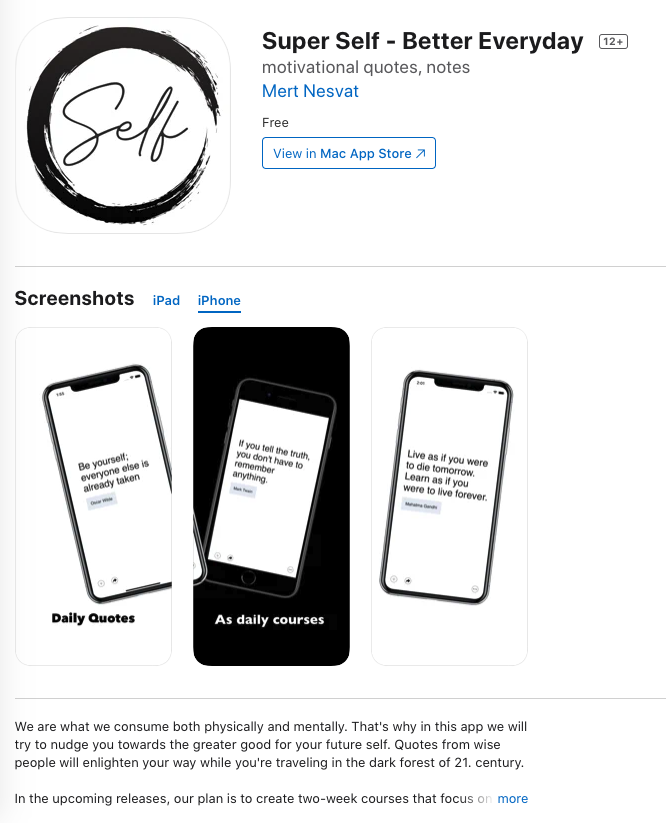 Self
Super Self - Better Everyday 12+
motivational quotes, notes
Mert Nesvat
Free
View in Mac App Store ↗
Screenshots iPad iPhone
Be yourself;
everyone else is
already taken
Oscar Wilde
Daily Quotes
If you tell the truth,
you don't have to
remember
anything.
Mark Twain
As daily courses
2:01
Live as if you were
to die tomorrow.
Learn as if you
were to live forever.
Mahatma Gandhi
We are what we consume both physically and mentally. That's why in this app we will
try to nudge you towards the greater good for your future self. Quotes from wise
people will enlighten your way while you're traveling in the dark forest of 21. century.
In the upcoming releases, our plan is to create two-week courses that focus on more